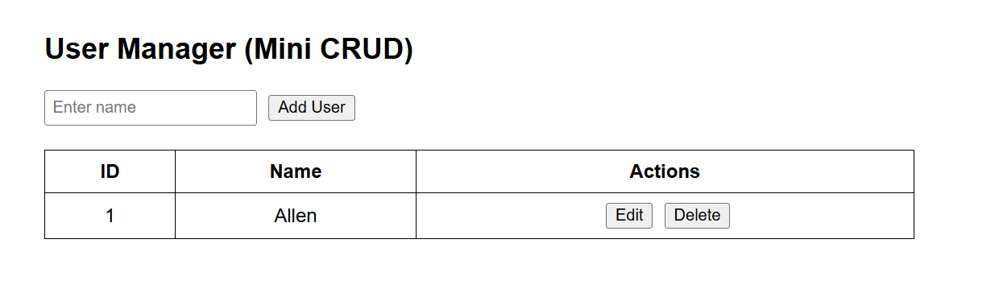 User Manager (Mini CRUD)
Enter name Add User
ID Name Actions
1 Allen Edit Delete